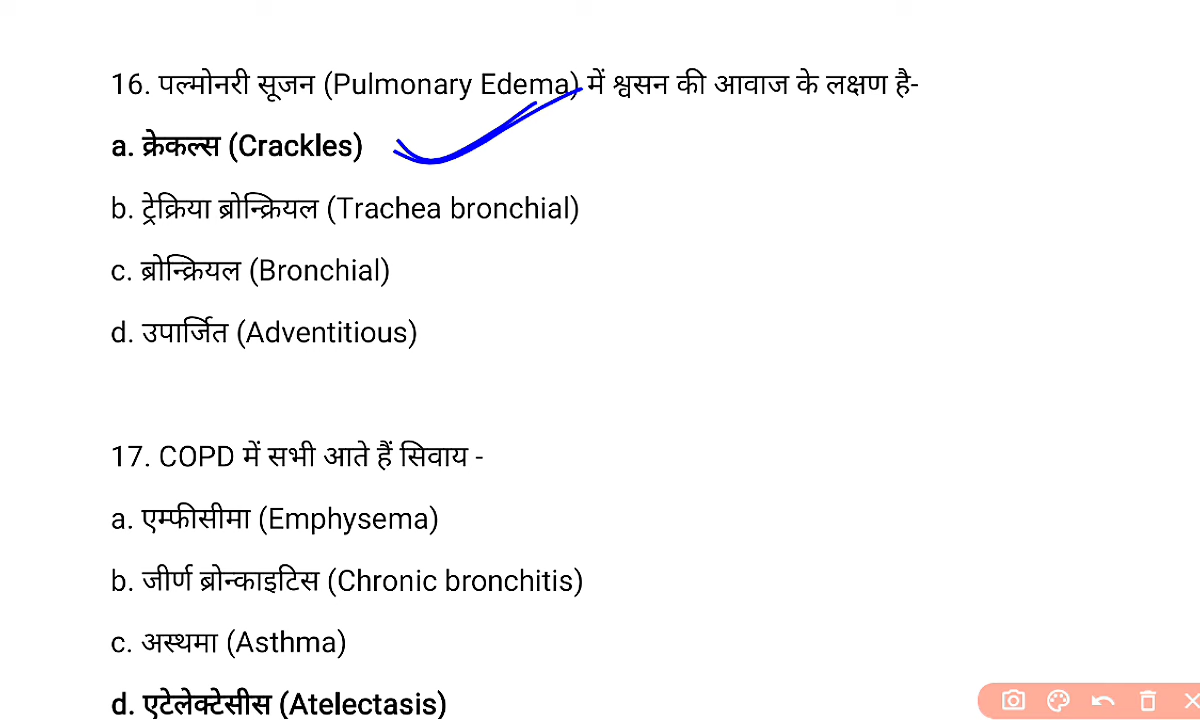 16. पल्मोनरी सूजन (Pulmonary Edema) में श्वसन की आवाज के लक्षण है-
a. क्रेकल्स (Crackles)
b. ट्रेक्रिया ब्रोन्क्रियल (Trachea bronchial)
c. ब्रोन्क्रियल (Bronchial)
d. उपार्जित (Adventitious)
17. COPD में सभी आते हैं सिवाय -
a. एम्फीसीमा (Emphysema)
b. जीर्ण ब्रोन्काइटिस (Chronic bronchitis)
c. अस्थमा (Asthma)
d. एटेलेक्टेसीस (Atelectasis)